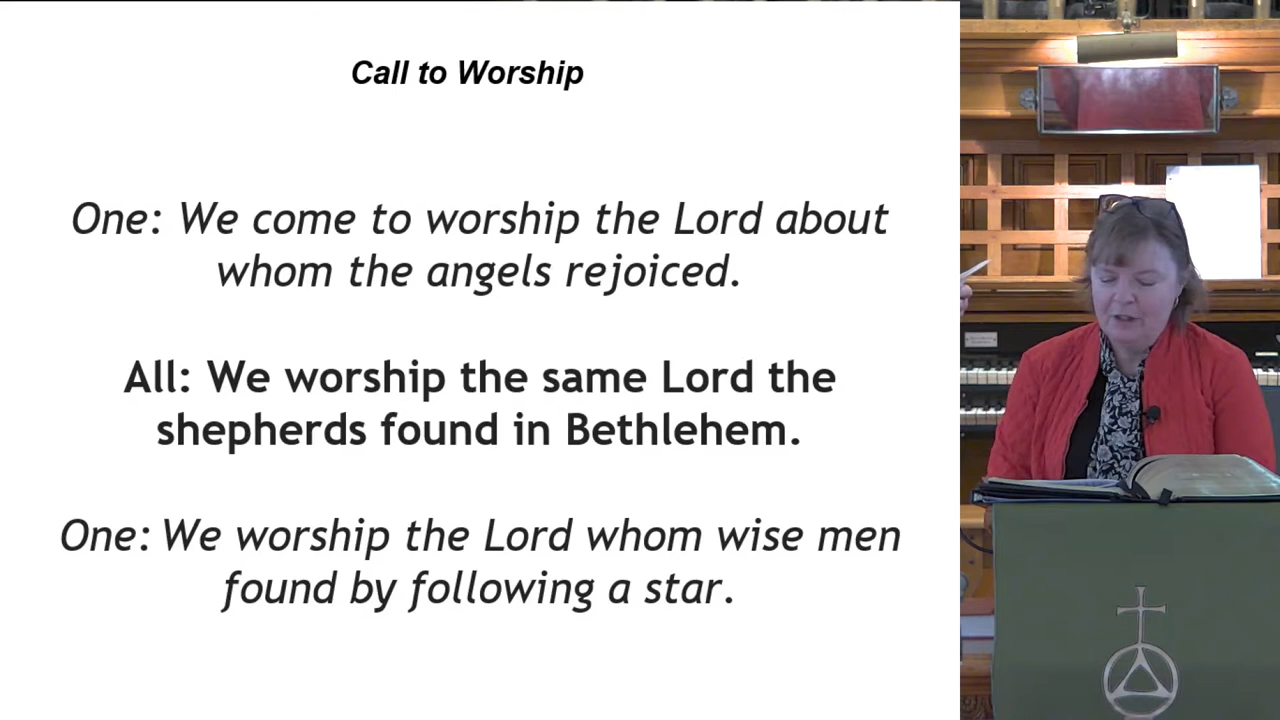 Call to Worship
One: We come to worship the Lord about
whom the angels rejoiced.
All: We worship the same Lord the
shepherds found in Bethlehem.
One: We worship the Lord whom wise men
found by following a star.